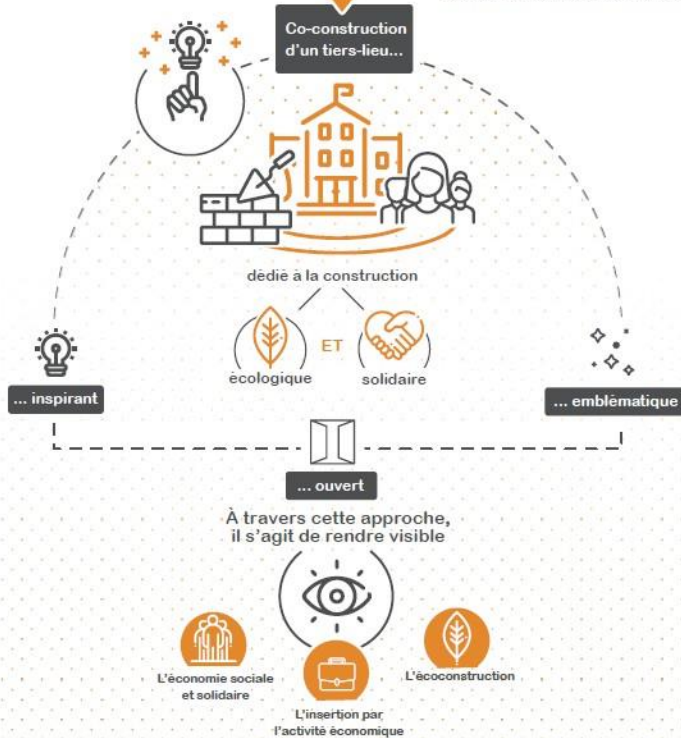 Co-construction
d'un tiers-lieu...
dédié à la construction
écologique
ET
solidaire
... inspirant
... emblématique
... ouvert
À travers cette approche,
il s'agit de rendre visible
L'économie sociale
et solidaire
L'insertion par
l'activité économique
L'écoconstruction